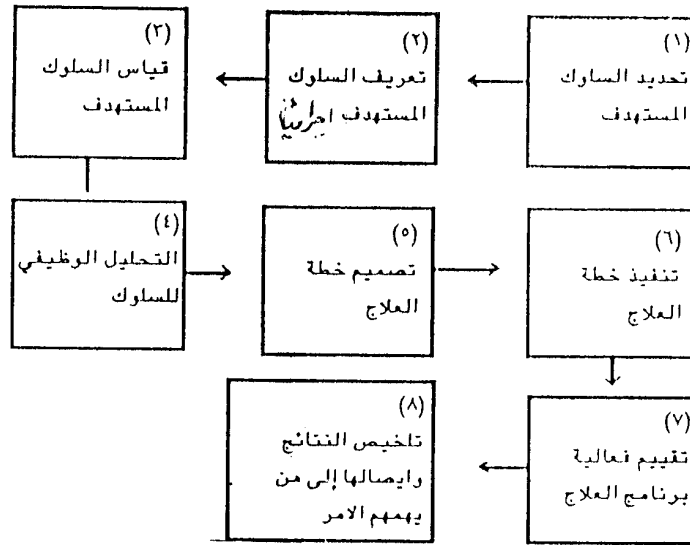 (١)
تحديد الساوك
المستهدف
(٢)
تعريف السلوك
المستهدف اجرائياً
(٣)
قياس السلوك
المستهدف
(٤)
التحليل الوظيفي
للسلوك
(٥)
تصميم خطة
العلاج
(٦)
تنفيذ خطة
العلاج
(٧)
تقييم فعالية
برنامج العلاج
(٨)
تلخيص النتائج
وايصالها إلى من
يهمهم الامر